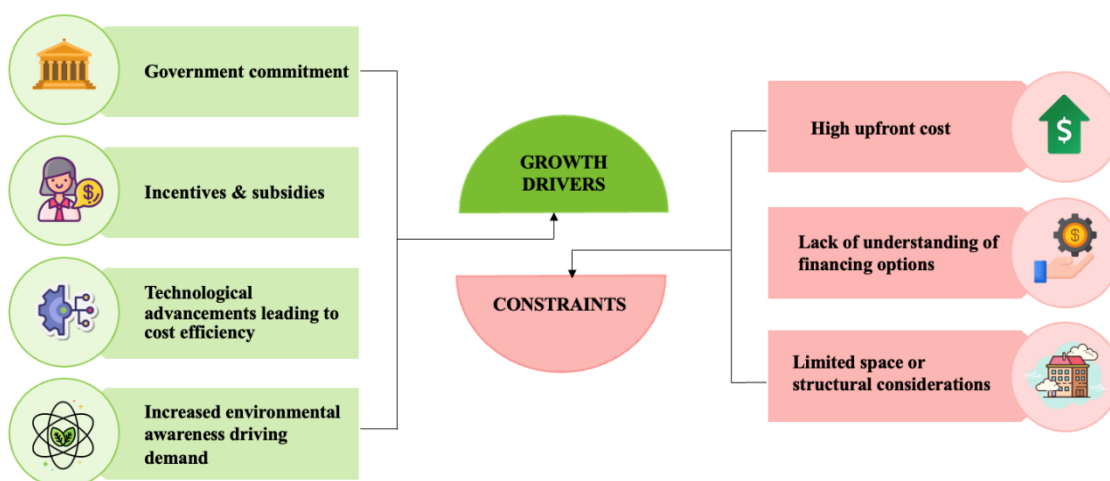 Government commitment
Incentives & subsidies
Technological
advancements leading to
cost efficiency
Increased environmental
awareness driving
demand
GROWTH
DRIVERS
CONSTRAINTS
High upfront cost
$
Lack of understanding of
financing options
$
Limited space or
structural considerations
$